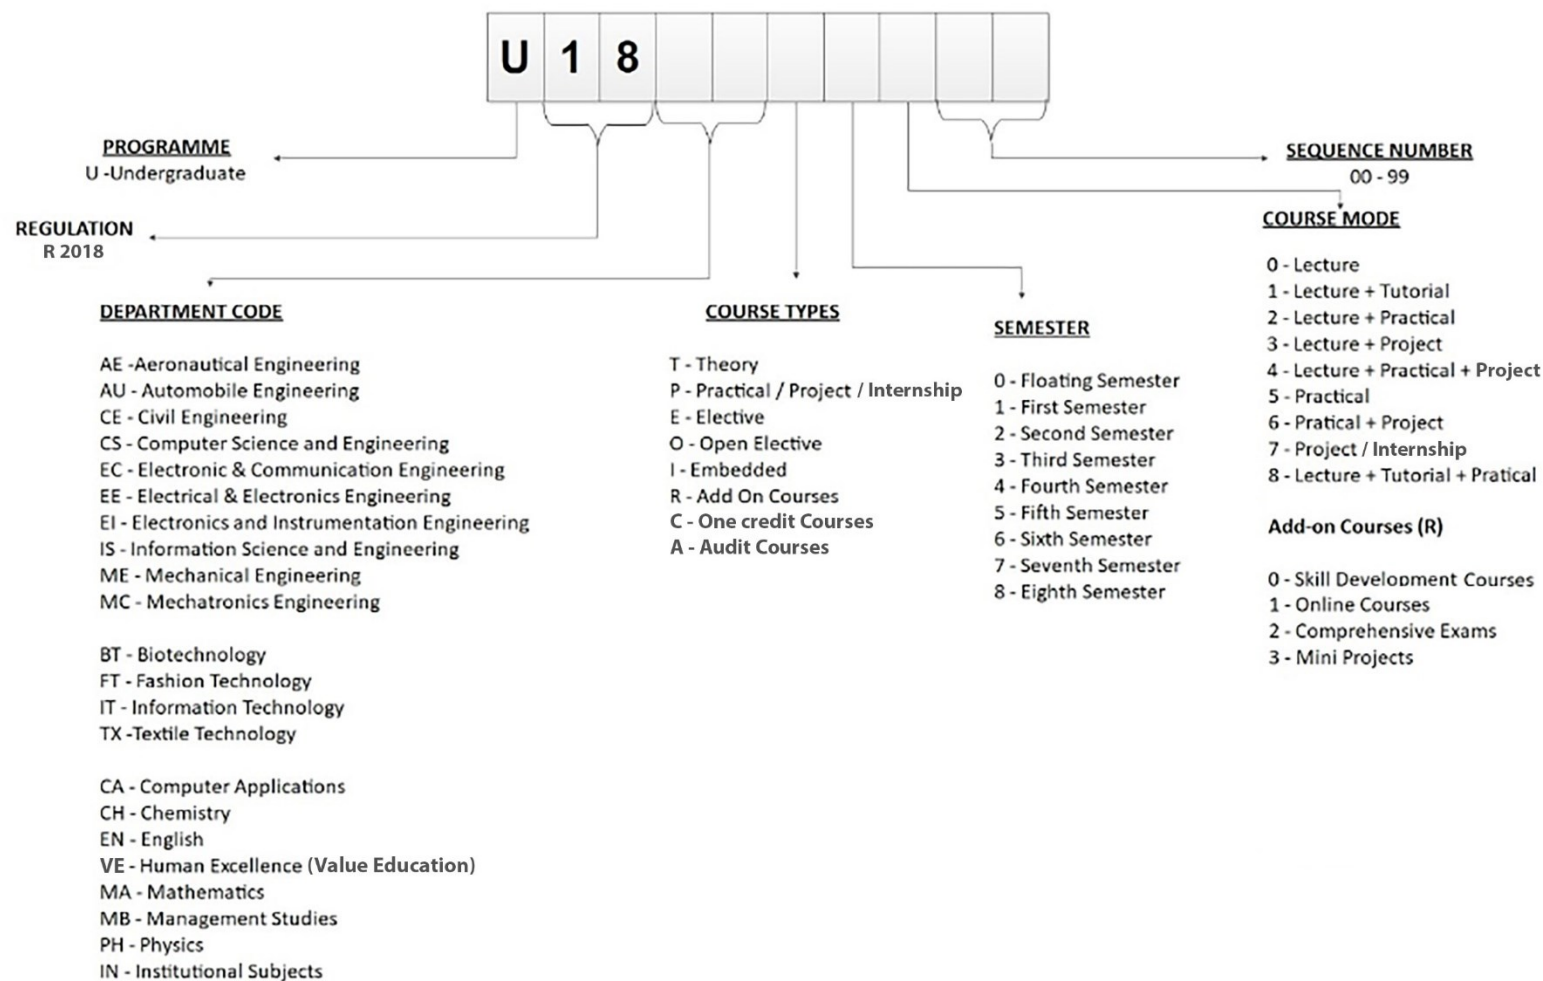 U 1 8
PROGRAMME
U -Undergraduate
REGULATION
R 2018
SEQUENCE NUMBER
00 - 99
DEPARTMENT CODE
AE -Aeronautical Engineering
AU - Automobile Engineering
CE - Civil Engineering
CS - Computer Science and Engineering
EC - Electronic & Communication Engineering
EE - Electrical & Electronics Engineering
EI - Electronics and Instrumentation Engineering
IS - Information Science and Engineering
ME - Mechanical Engineering
MC - Mechatronics Engineering
BT - Biotechnology
FT - Fashion Technology
IT - Information Technology
TX -Textile Technology
CA - Computer Applications
CH - Chemistry
EN - English
VE - Human Excellence (Value Education)
MA - Mathematics
MB - Management Studies
PH - Physics
IN - Institutional Subjects
COURSE TYPES
T - Theory
P - Practical / Project / Internship
E - Elective
O - Open Elective
I - Embedded
R - Add On Courses
C - One credit Courses
A - Audit Courses
SEMESTER
0 - Floating Semester
1 - First Semester
2 - Second Semester
3 - Third Semester
4 - Fourth Semester
5 - Fifth Semester
6 - Sixth Semester
7 - Seventh Semester
8 - Eighth Semester
COURSE MODE
0 - Lecture
1 - Lecture + Tutorial
2 - Lecture + Practical
3 - Lecture + Project
4 - Lecture + Practical + Project
5 - Practical
6 - Pratical + Project
7 - Project / Internship
8 - Lecture + Tutorial + Pratical
Add-on Courses (R)
0 - Skill Development Courses
1 - Online Courses
2 - Comprehensive Exams
3 - Mini Projects